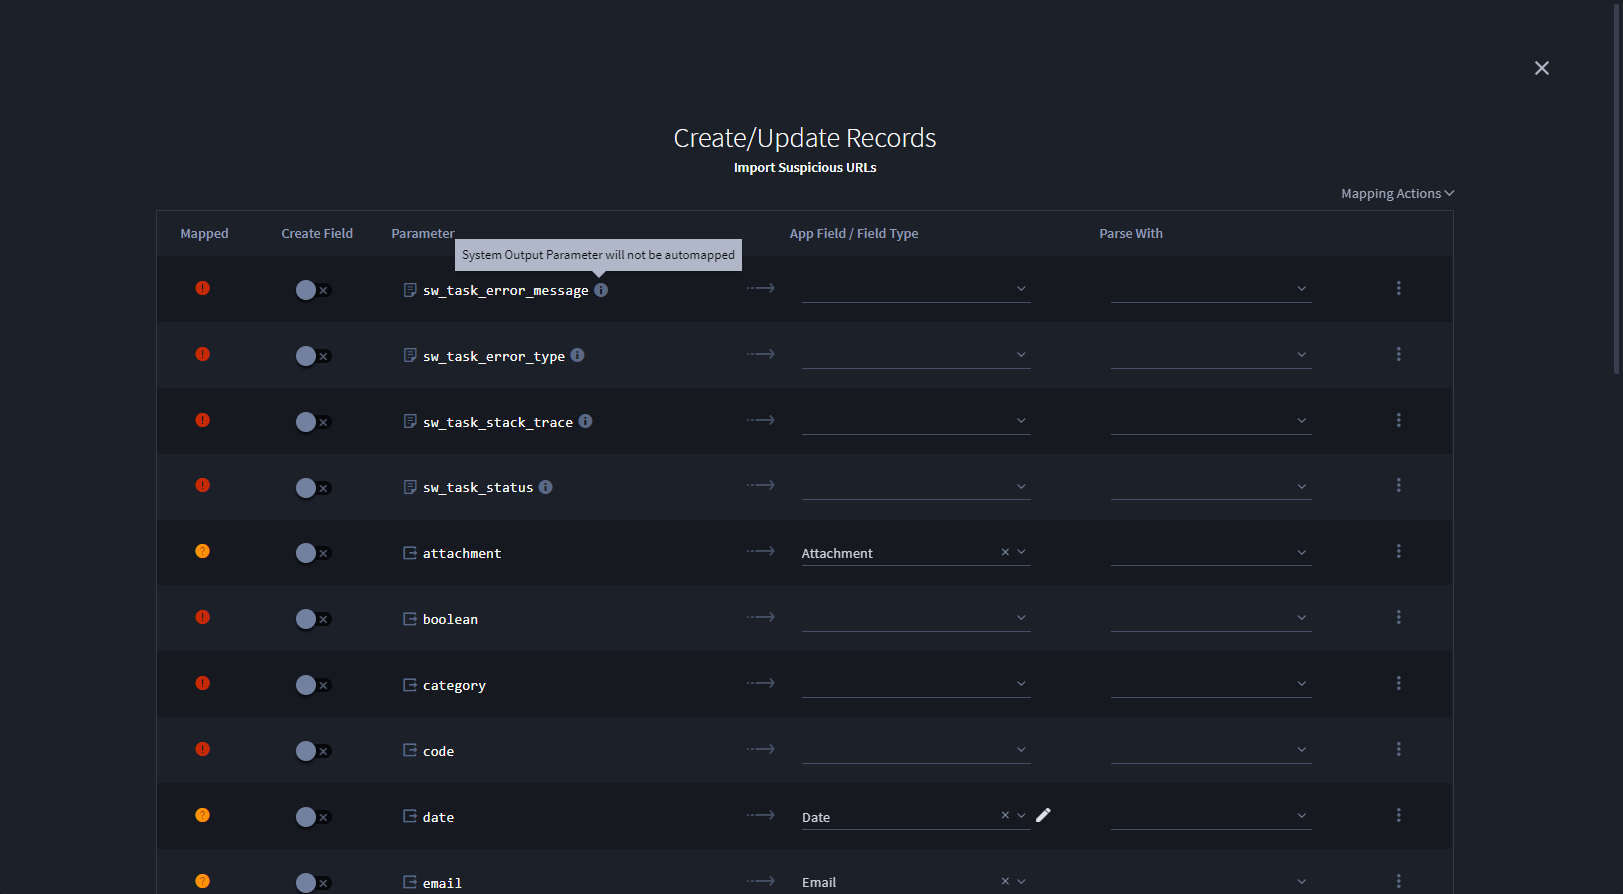 Create/Update Records
Import Suspicious URLs
Mapping Actions
Mapped Create Field Parameter App Field / Field Type Parse With
System Output Parameter will not be automapped
sw_task_error_message
sw_task_error_type
sw_task_stack_trace
sw_task_status
attachment Attachment
boolean
category
code
date Date
email Email